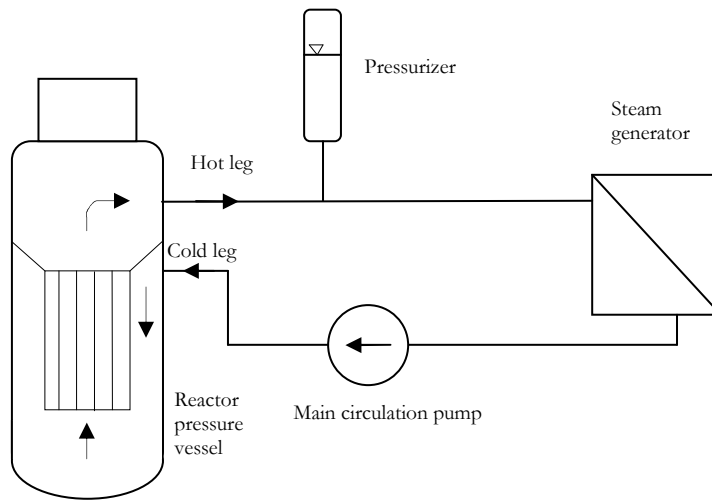 Pressurizer
Steam
generator
Hot leg
Cold leg
Reactor
pressure
vessel
Main circulation pump